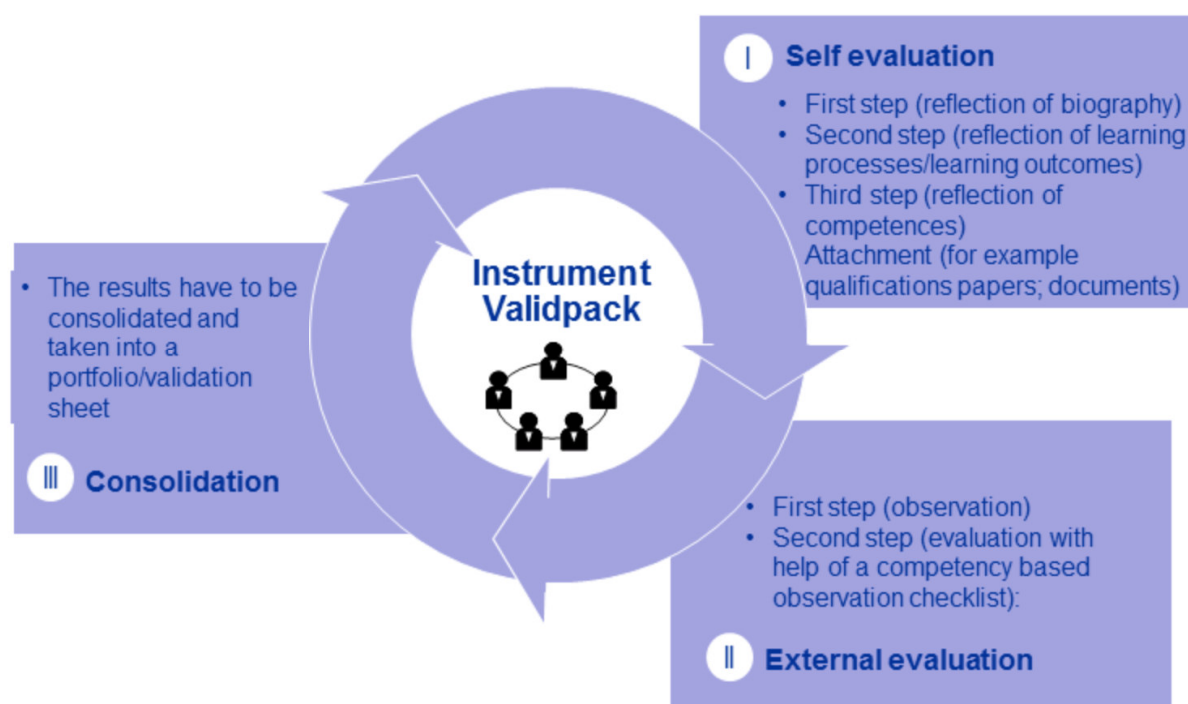 I Self evaluation
• First step (reflection of biography)
• Second step (reflection of learning
processes/learning outcomes)
• Third step (reflection of
competences)
Attachment (for example
qualifications papers; documents)
Instrument
Validpack
• The results have to be
consolidated and
taken into a
portfolio/validation
sheet
III Consolidation
• First step (observation)
• Second step (evaluation with
help of a competency based
observation checklist):
II External evaluation